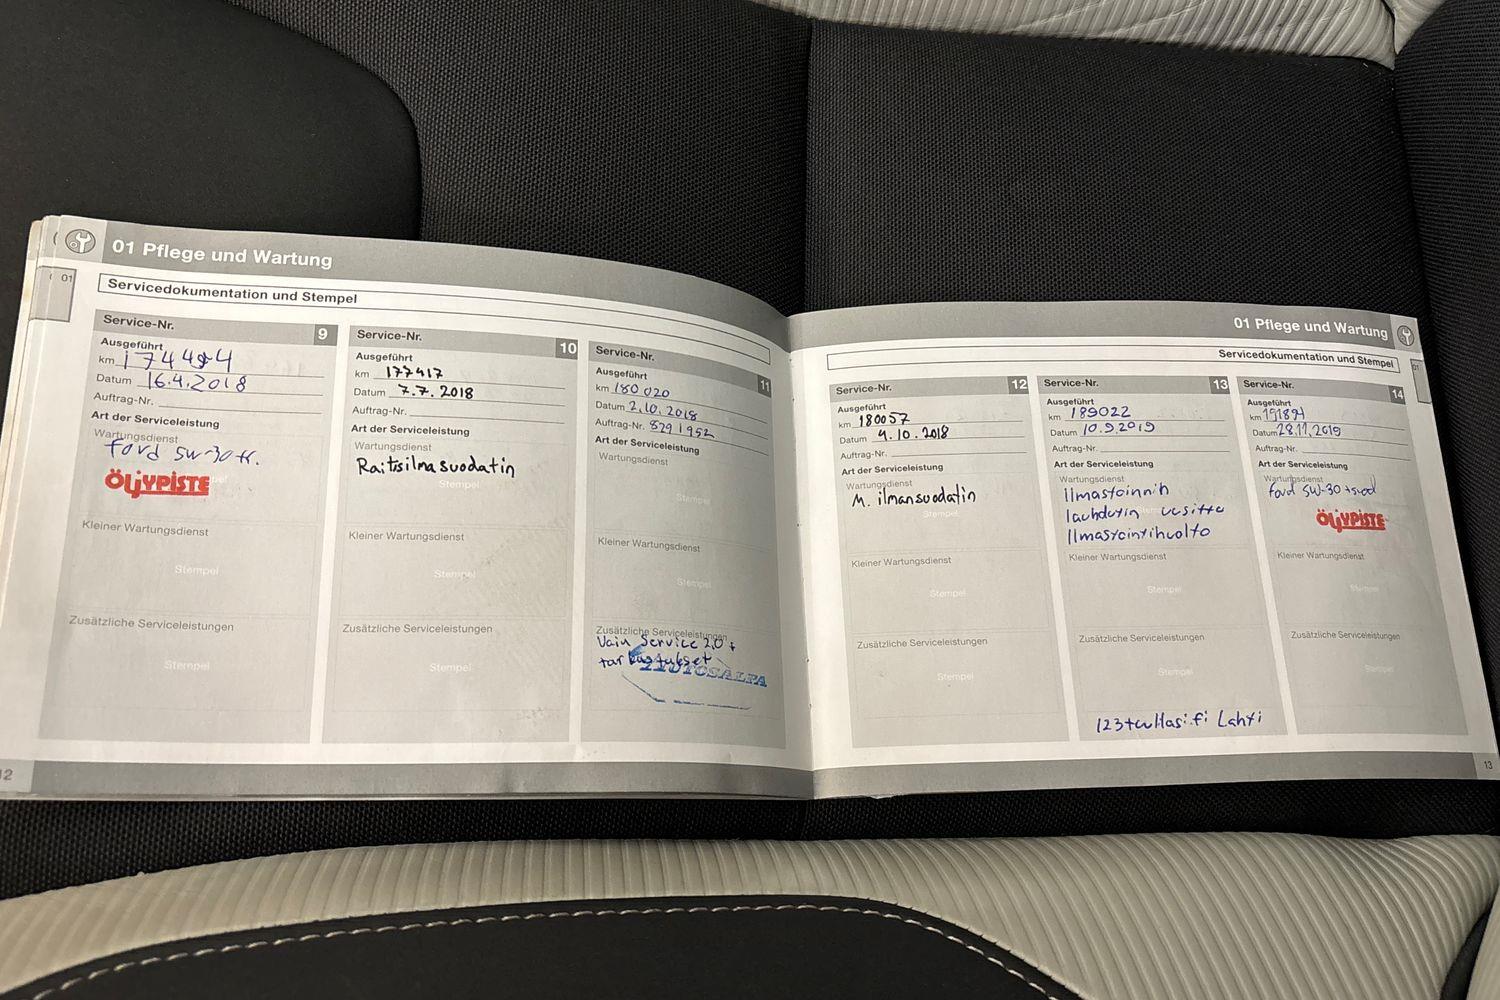 01 Pflege und Wartung
01
Servicedokumentation und Stempel
Service-Nr. 9
Ausgeführt
km
Datum 16.4.2018
Auftrag-Nr.
Art der Serviceleistung
Wartungsdienst
ford 5w-30
ÖLJYPISTE
Kleiner Wartungsdienst
Stempel
Zusätzliche Serviceleistungen
Stempel
12
Service-Nr. 10
Ausgeführt
km 177417
Datum 7.7.2018
Auftrag-Nr.
Art der Serviceleistung
Wartungsdienst
Raitisilmasuodatin
Stempel
Kleiner Wartungsdienst
Stempel
Zusätzliche Serviceleistungen
Stempel
Service-Nr. 11
Ausgeführt
km 180020
Datum 2.10.2018
Auftrag-Nr. 8291952
Art der Serviceleistung
Wartungsdienst
Stempel
Kleiner Wartungsdienst
Stempel
Zusätzliche Serviceleistungen
Vain Service 2.0 +
tarkastukset
AUTOSALPA
01 Pflege und Wartung
01
Servicedokumentation und Stempel
Service-Nr. 12
Ausgeführt
km 180057
Datum 4.10.2018
Auftrag-Nr.
Art der Serviceleistung
Wartungsdienst
M. ilmansuodatin
Stempel
Kleiner Wartungsdienst
Stempel
Zusätzliche Serviceleistungen
Stempel
Service-Nr. 13
Ausgeführt
km 189022
Datum 10.9.2019
Auftrag-Nr.
Art der Serviceleistung
Wartungsdienst
Ilmastoinnin
lauhdutin
Ilmastointihuolto
Kleiner Wartungsdienst
Stempel
Zusätzliche Serviceleistungen
Stempel
123tuulilasi.fi Lahti
Service-Nr. 14
Ausgeführt
km
Datum 28.11.2019
Auftrag-Nr.
Art der Serviceleistung
Wartungsdienst
ford 5W-30 + suod
ÖLJYPISTE
Kleiner Wartungsdienst
Stempel
Zusätzliche Serviceleistungen
Stempel
13